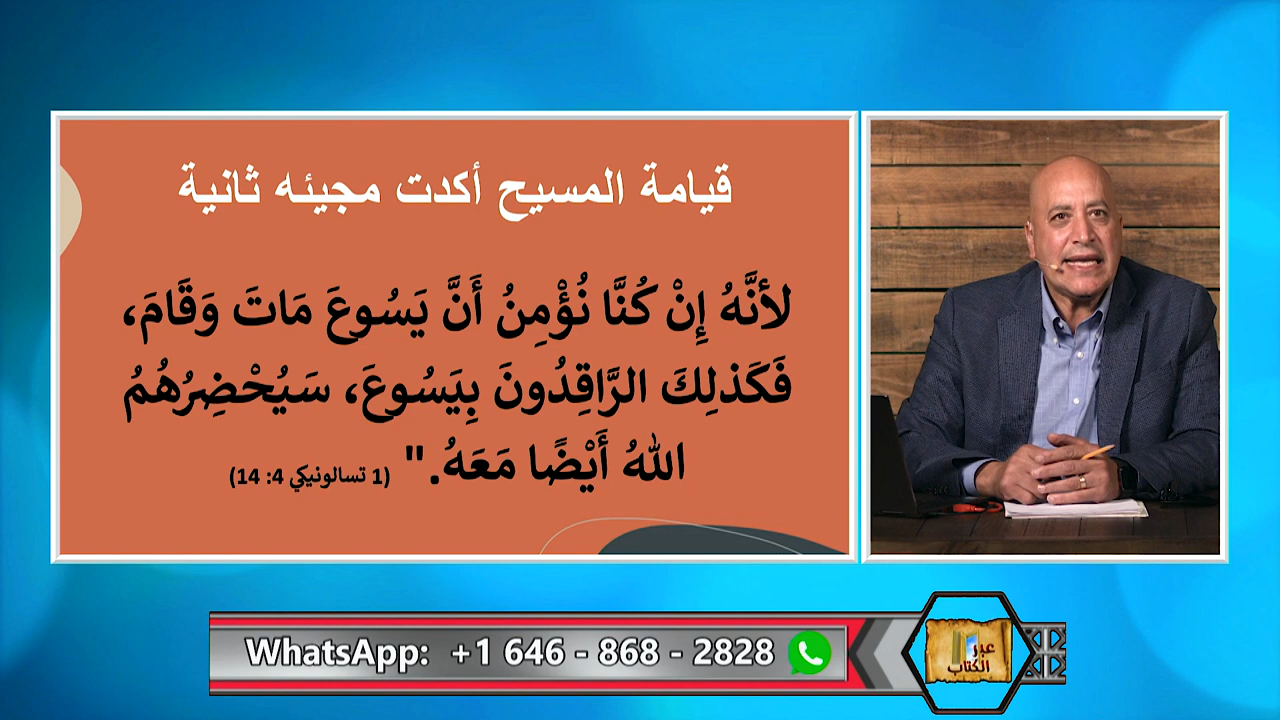 قيامة المسيح أكدت مجيئه ثانية
لأنَّهُ إِنْ كُنَّا نُؤْمِنُ أَنَّ يَسُوعَ مَاتَ وَقَامَ،
فَكَذلِكَ الرَّاقِدُونَ بِيَسُوعَ، سَيُحْضِرُهُمُ
اللهُ أَيْضًا مَعَهُ." (1 تسالونيكي 4: 14)
WhatsApp: +1 646 - 868 - 2828
عبر
الكتاب